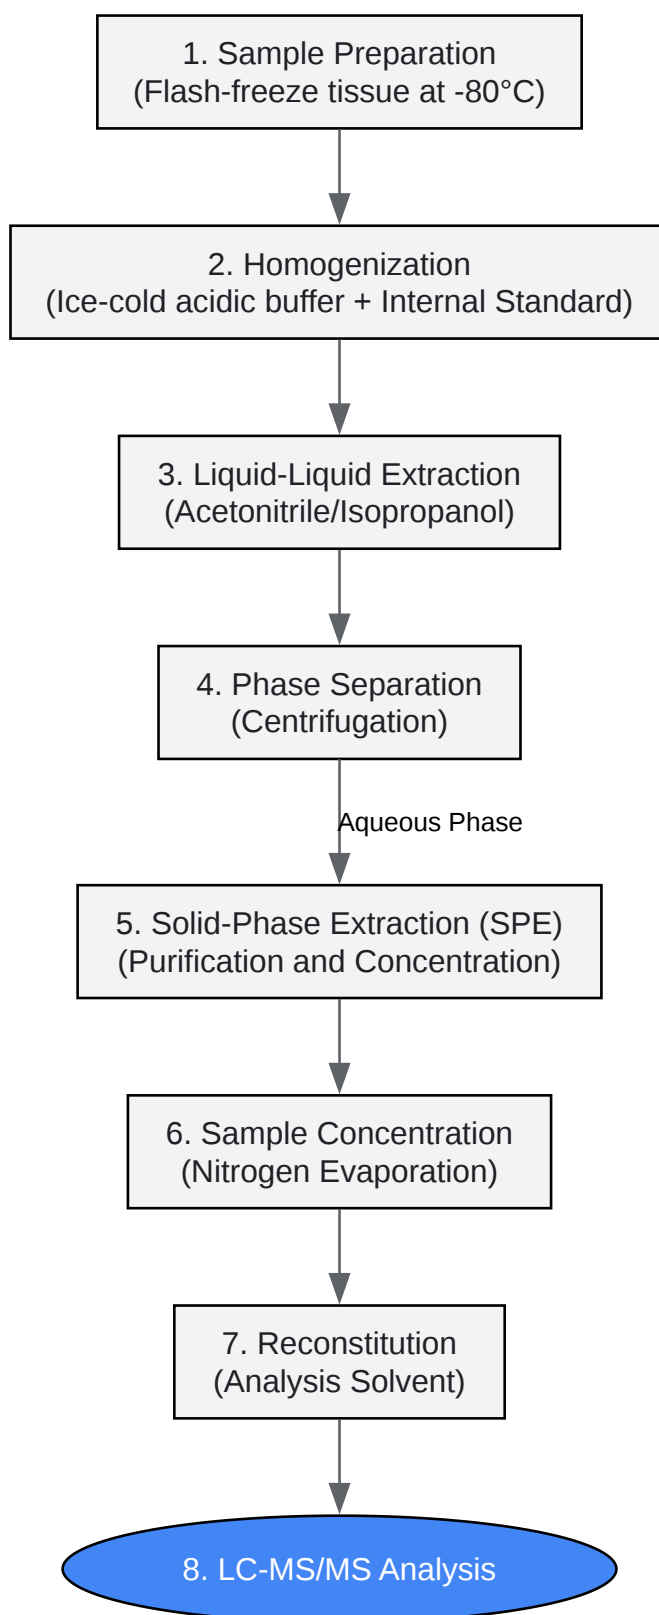 1. Sample Preparation
(Flash-freeze tissue at -80°C)
2. Homogenization
(Ice-cold acidic buffer + Internal Standard)
3. Liquid-Liquid Extraction
(Acetonitrile/Isopropanol)
4. Phase Separation
(Centrifugation)
Aqueous Phase
5. Solid-Phase Extraction (SPE)
(Purification and Concentration)
6. Sample Concentration
(Nitrogen Evaporation)
7. Reconstitution
(Analysis Solvent)
8. LC-MS/MS Analysis